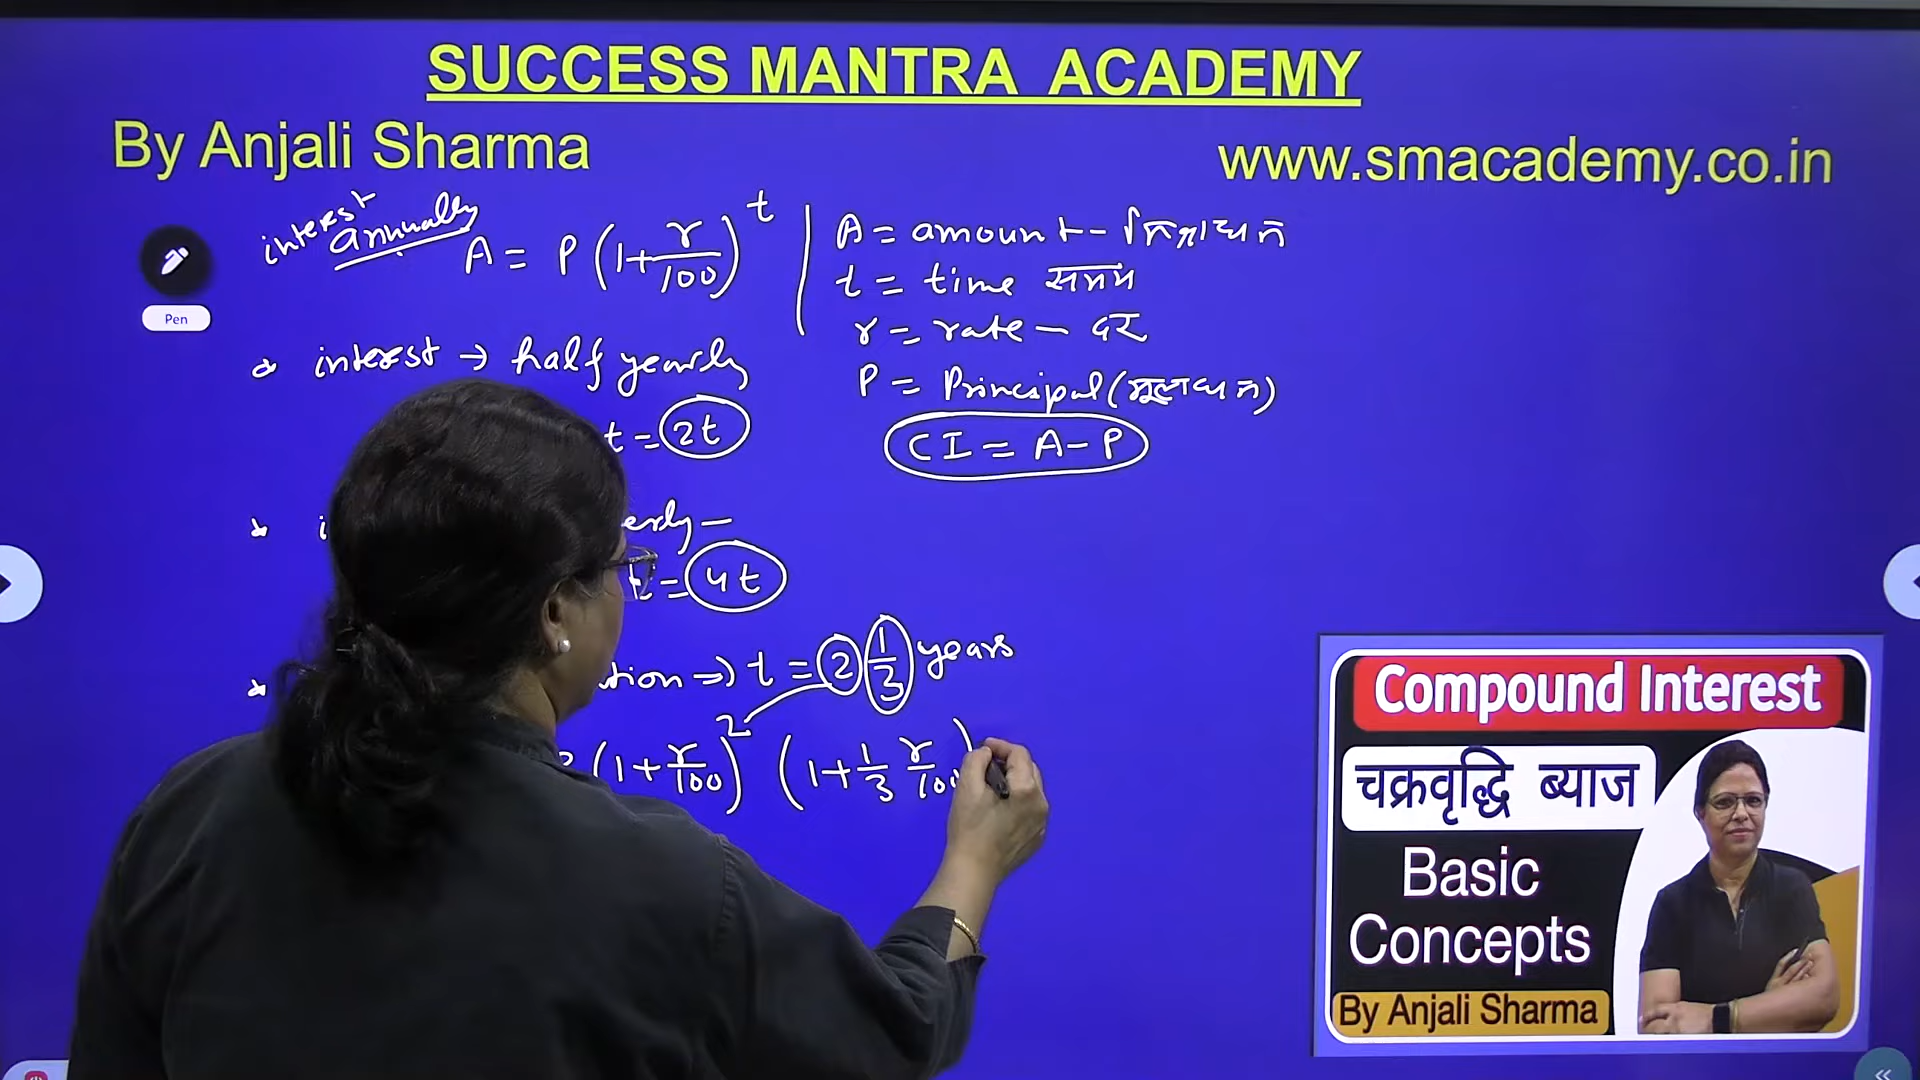 SUCCESS MANTRA ACADEMY
By Anjali Sharma
www.smacademy.co.in
interest
annually
A = P (1+r/100)^t
A = amount -
t = time समय
r = rate – दर
P = Principal (मूलधन)
CI = A-P
Pen
→ interest → half yearly
t = 2t
erly –
t = 4t
tion → t = 2 1/3 years
(1+r/100)^2 (1+1/3 r/100)
Compound Interest
चक्रवृद्धि ब्याज
Basic
Concepts
By Anjali Sharma